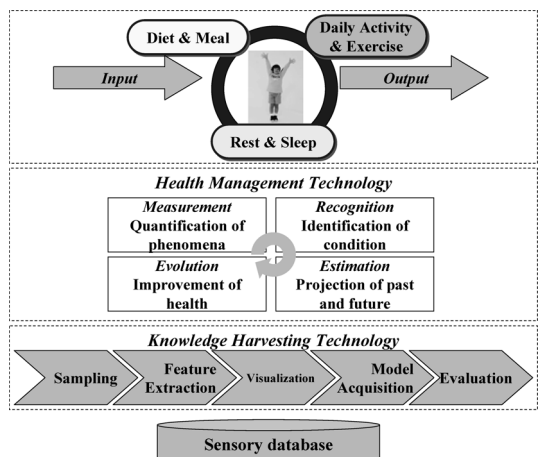 Diet & Meal
Daily Activity
& Exercise
Input
Output
Rest & Sleep
Health Management Technology
Measurement
Quantification of
phenomena
Recognition
Identification of
condition
Evolution
Improvement of
health
Estimation
Projection of past
and future
Knowledge Harvesting Technology
Sampling
Feature
Extraction
Visualization
Model
Acquisition
Evaluation
Sensory database